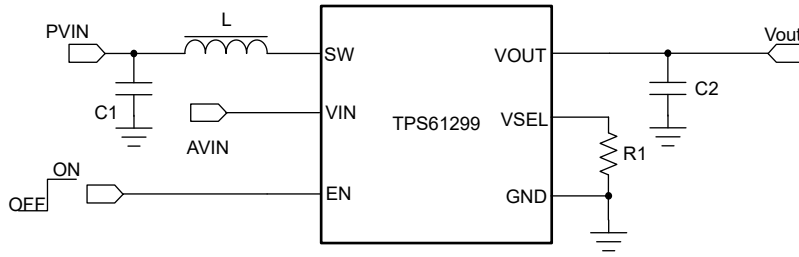 L
PVIN
Vout
SW
VOUT
C1
C2
VIN
TPS61299
VSEL
AVIN
R1
ON
EN
GND
OFF